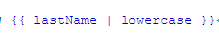 {{ lastName | lowercase }}